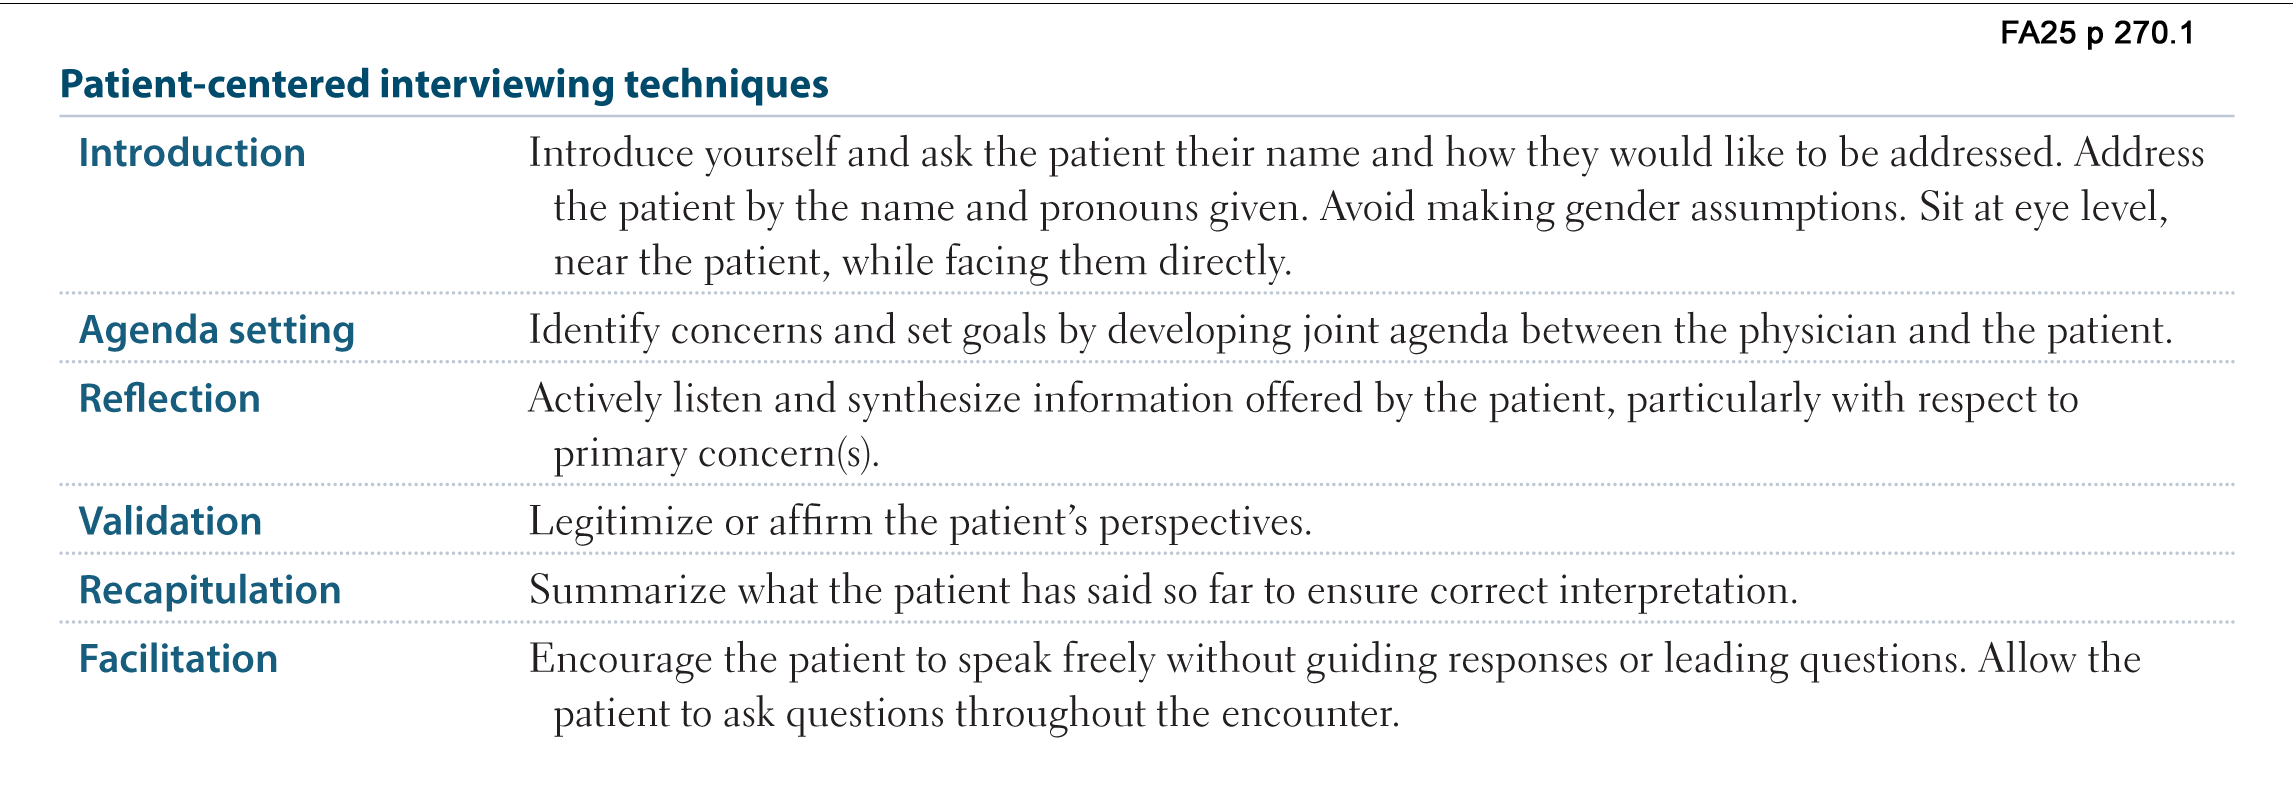 FA25 p 270.1
Patient-centered interviewing techniques
Introduction Introduce yourself and ask the patient their name and how they would like to be addressed. Address
the patient by the name and pronouns given. Avoid making gender assumptions. Sit at eye level,
near the patient, while facing them directly.
Agenda setting Identify concerns and set goals by developing joint agenda between the physician and the patient.
Reflection Actively listen and synthesize information offered by the patient, particularly with respect to
primary concern(s).
Validation Legitimize or affirm the patient’s perspectives.
Recapitulation Summarize what the patient has said so far to ensure correct interpretation.
Facilitation Encourage the patient to speak freely without guiding responses or leading questions. Allow the
patient to ask questions throughout the encounter.